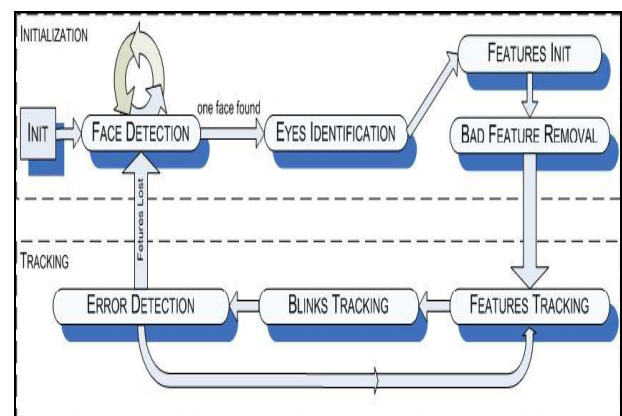 INITIALIZATION
FEATURES INIT
one face found
INIT
FACE DETECTION
EYES IDENTIFICATION
BAD FEATURE REMOVAL
Fetures Lost
TRACKING
ERROR DETECTION
BLINKS TRACKING
FEATURES TRACKING